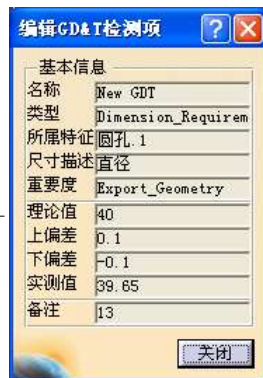 编辑GD&T检测项
基本信息
名称 New GDT
类型 Dimension_Requirem
所属特征 圆孔.1
尺寸描述 直径
重要度 Export_Geometry
理论值 40
上偏差 0.1
下偏差 -0.1
实测值 39.65
备注 13
关闭